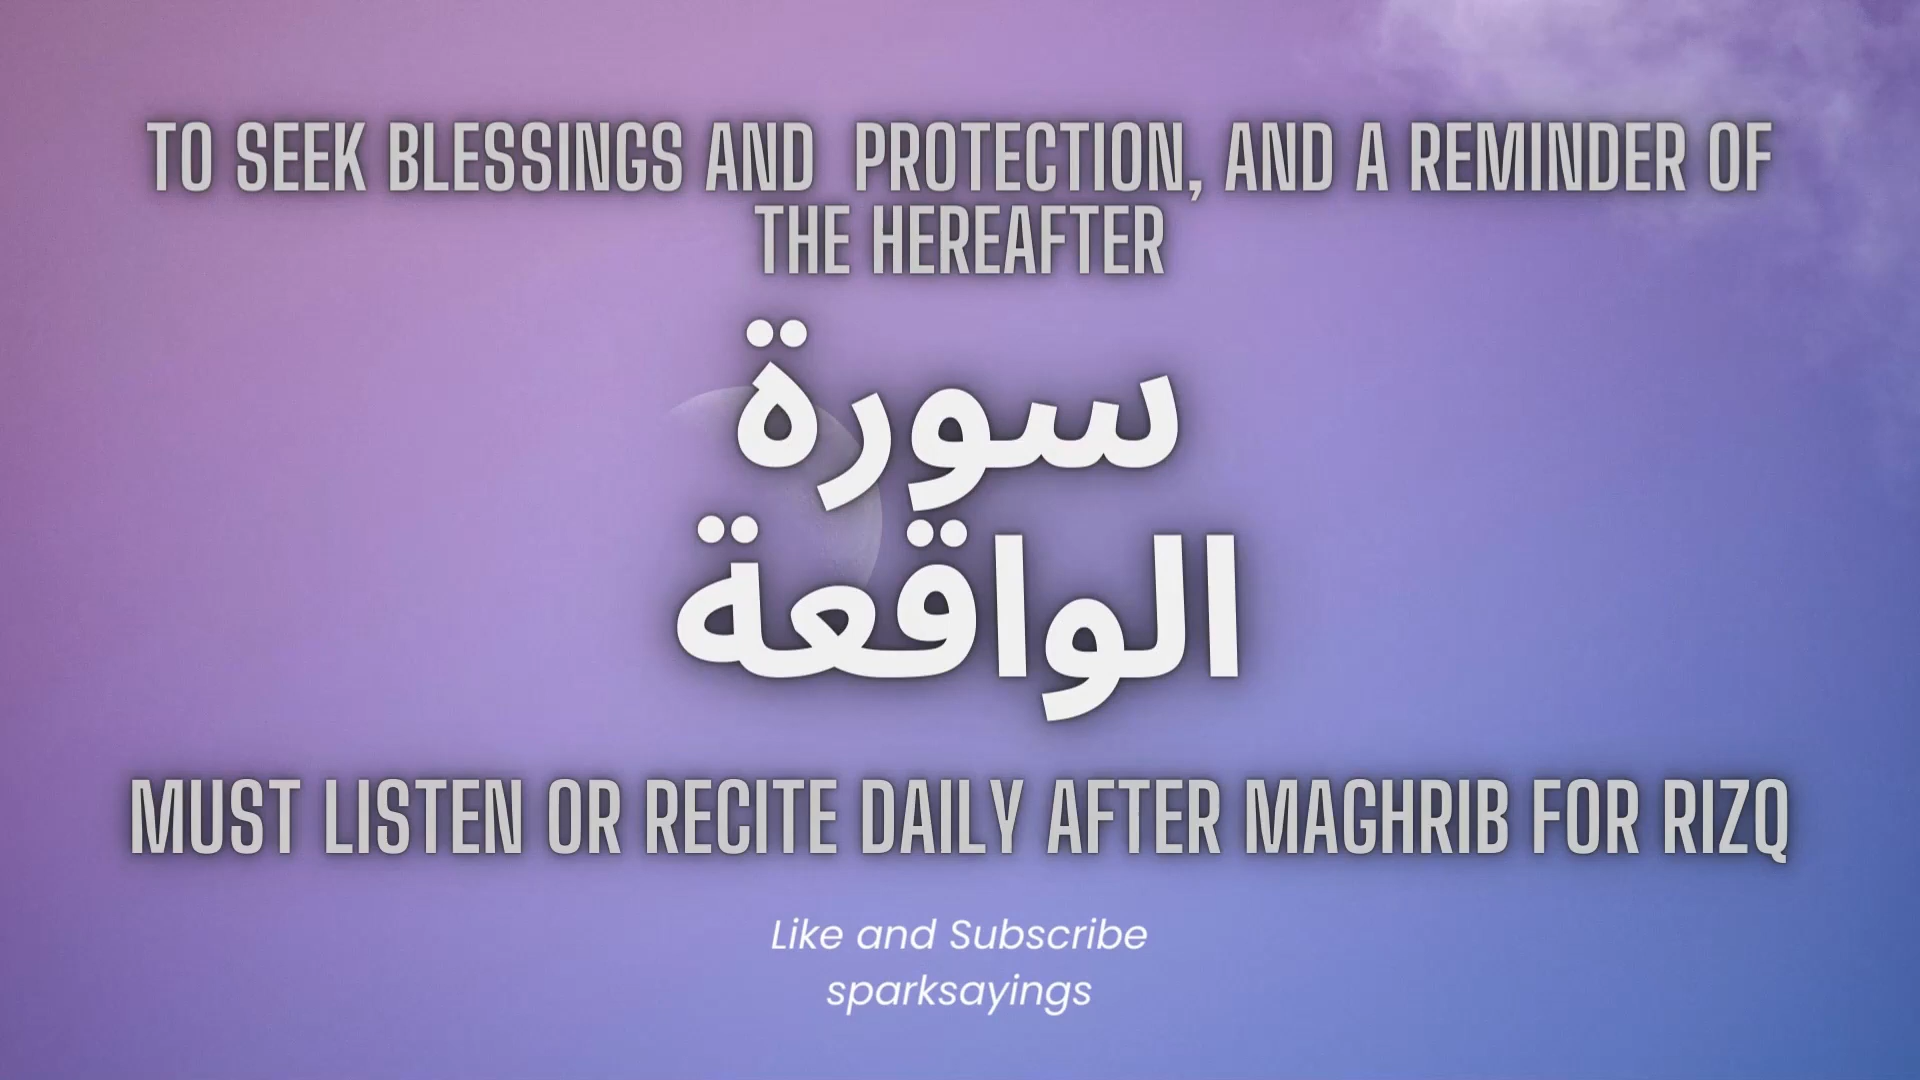 TO SEEK BLESSINGS AND PROTECTION, AND A REMINDER OF
THE HEREAFTER
سورة
الواقعة
MUST LISTEN OR RECITE DAILY AFTER MAGHRIB FOR RIZQ
Like and Subscribe
sparksayings